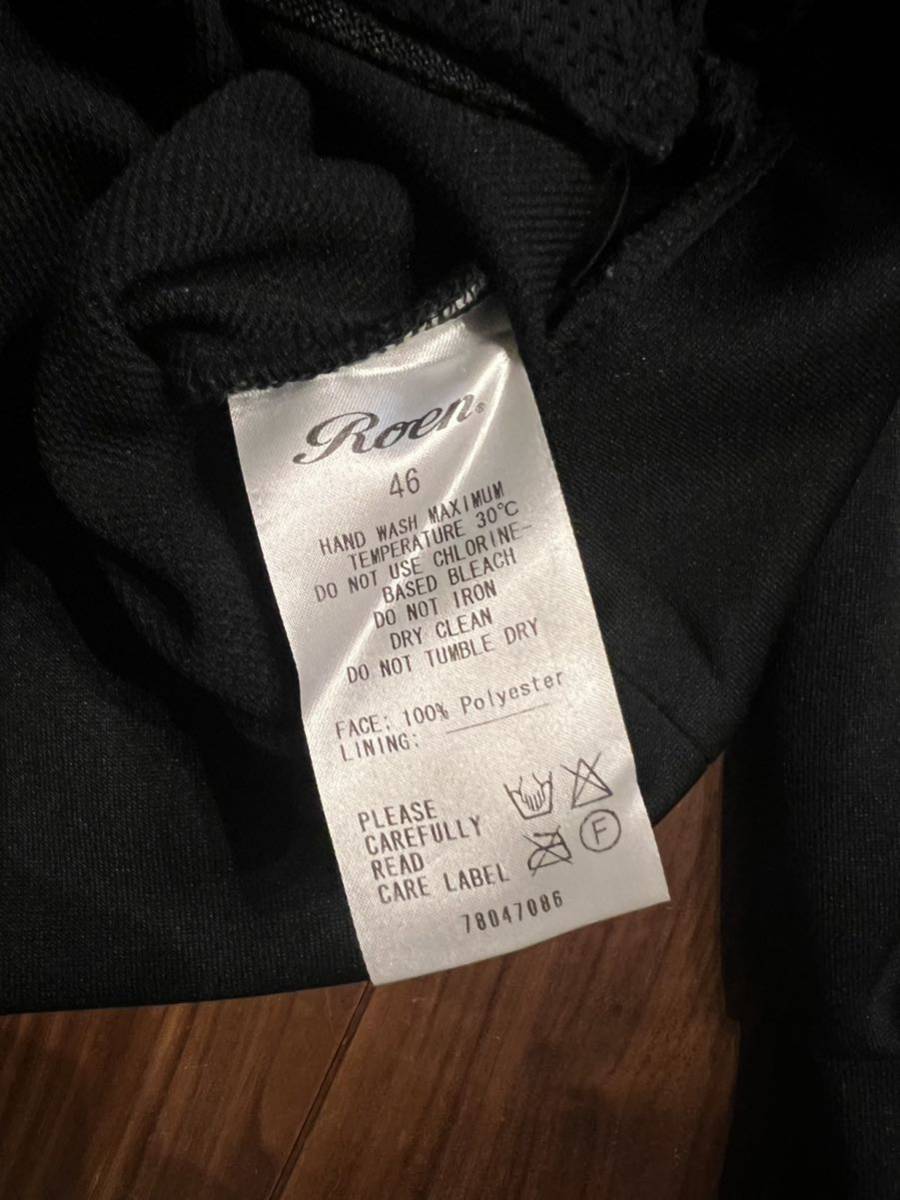 Roen®
46
HAND WASH MAXIMUM
TEMPERATURE 30℃
DO NOT USE CHLORINE-
BASED BLEACH
DO NOT IRON
DRY CLEAN
DO NOT TUMBLE DRY
FACE: 100% Polyester
LINING:
PLEASE
CAREFULLY
READ
CARE LABEL
F
78047086